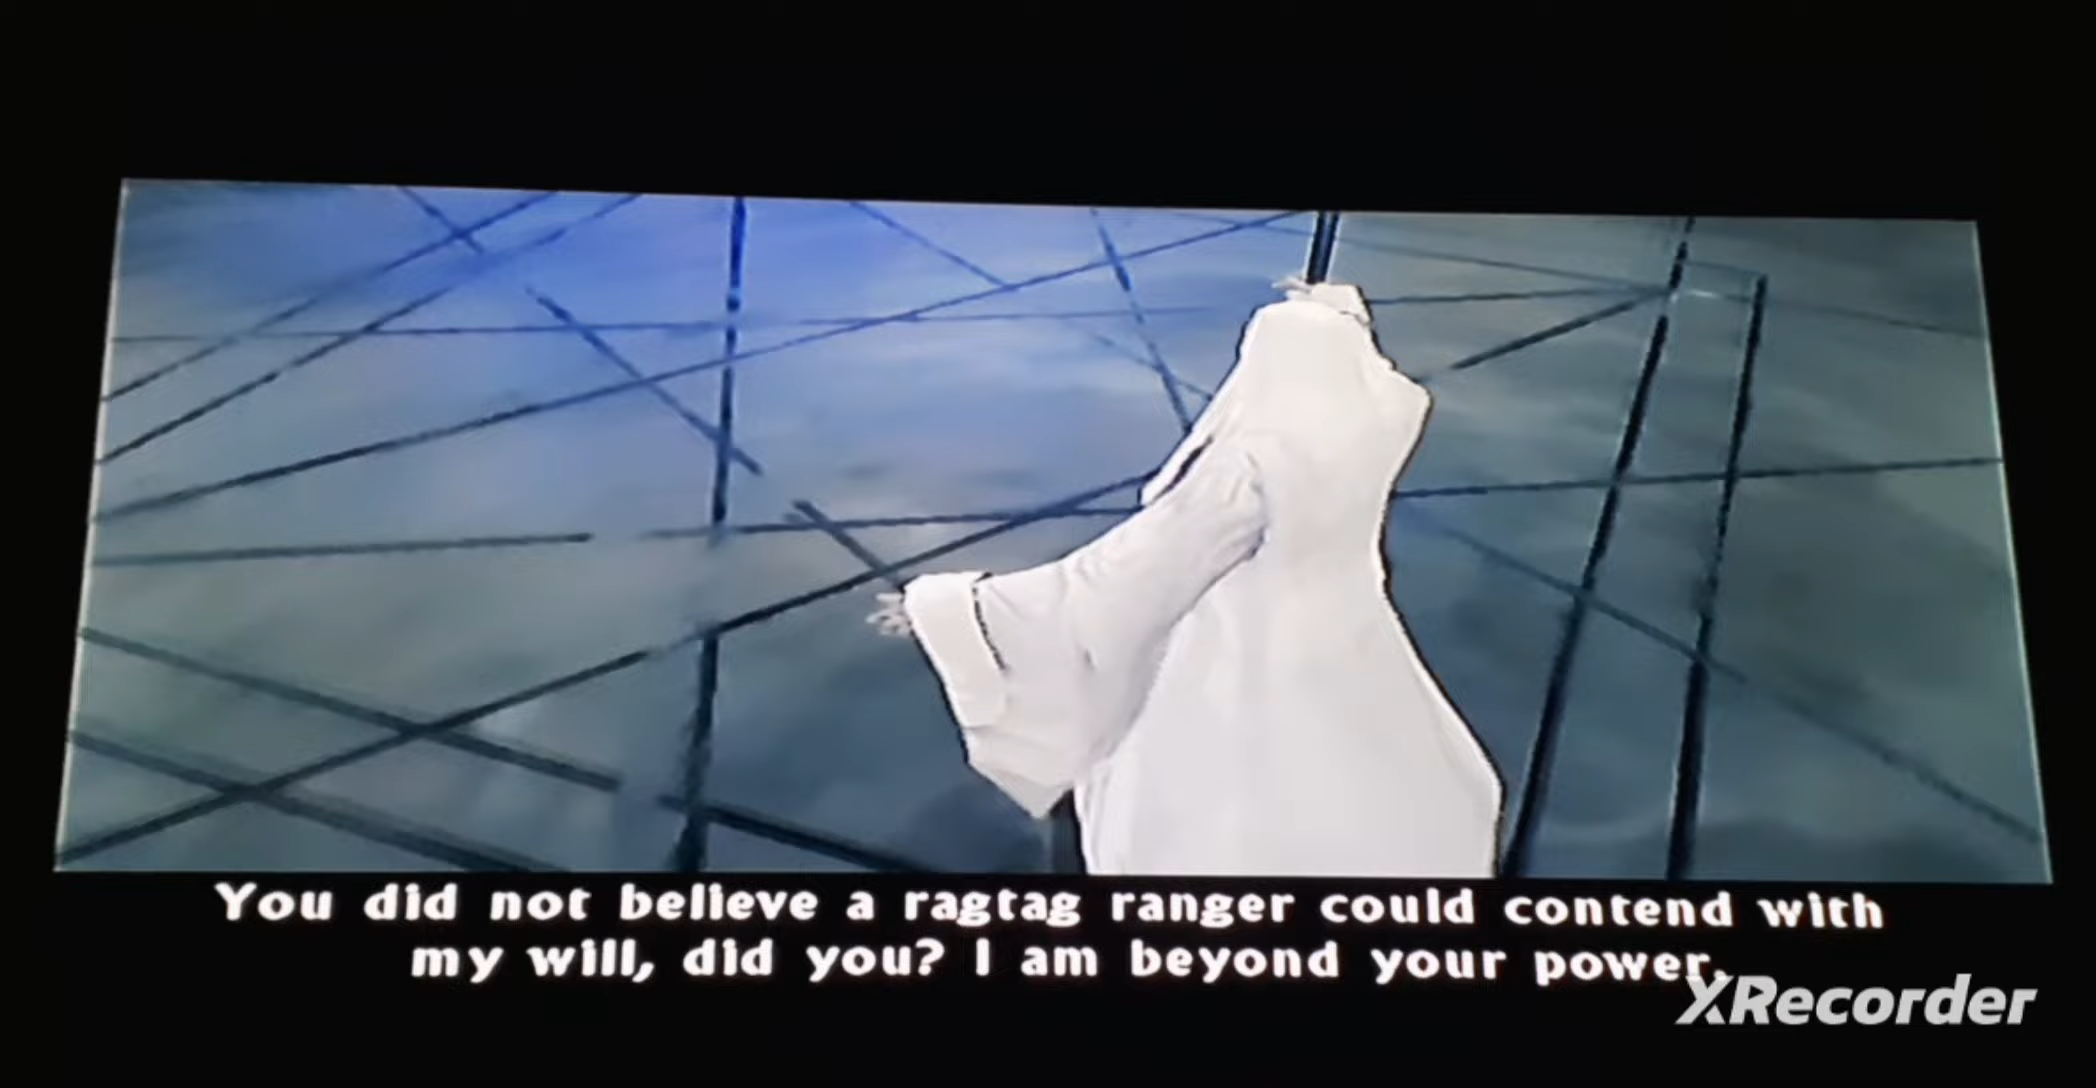 You did not believe a ragtag ranger could contend with
my will, did you? I am beyond your power.
XRecorder